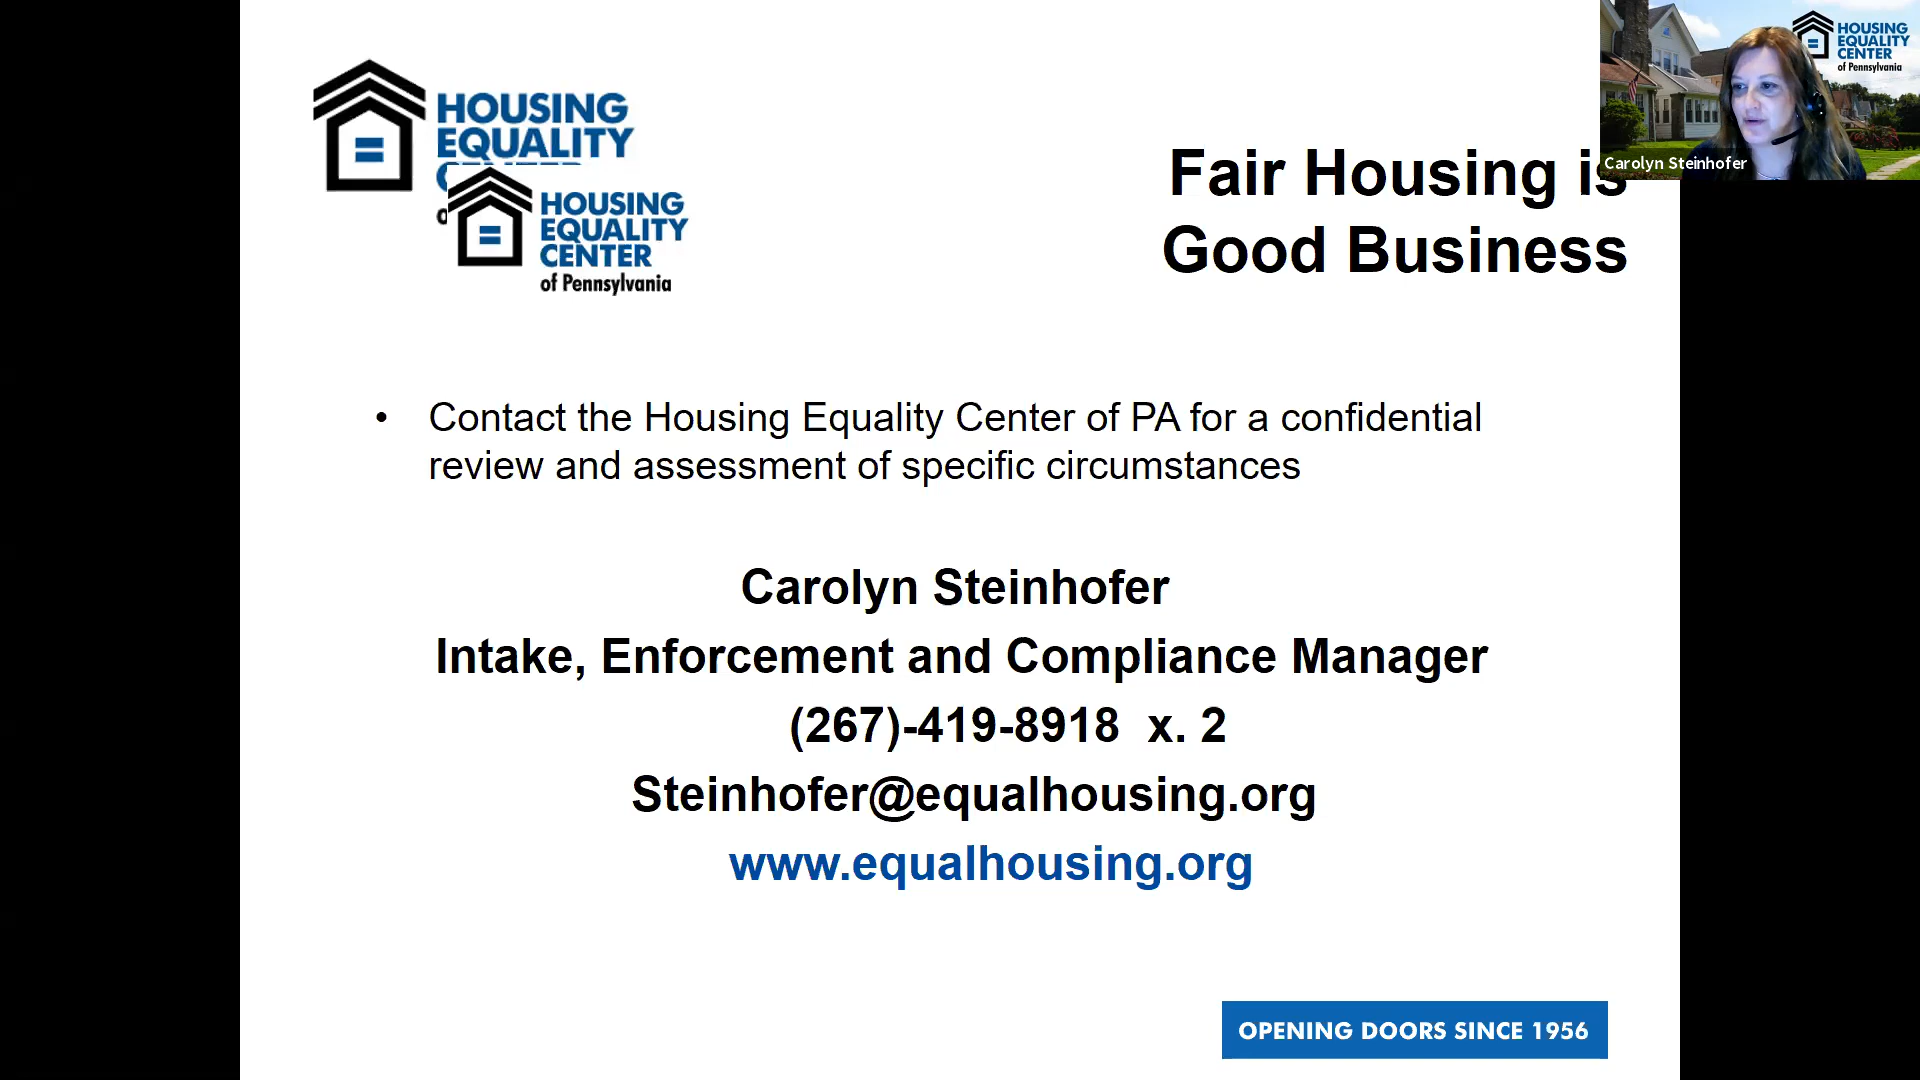 HOUSING
EQUALITY
HOUSING
EQUALITY
CENTER
of Pennsylvania
Fair Housing is
Good Business
HOUSING
EQUALITY
CENTER
of Pennsylvania
Carolyn Steinhofer
• Contact the Housing Equality Center of PA for a confidential
review and assessment of specific circumstances
Carolyn Steinhofer
Intake, Enforcement and Compliance Manager
(267)-419-8918 x. 2
Steinhofer@equalhousing.org
www.equalhousing.org
OPENING DOORS SINCE 1956